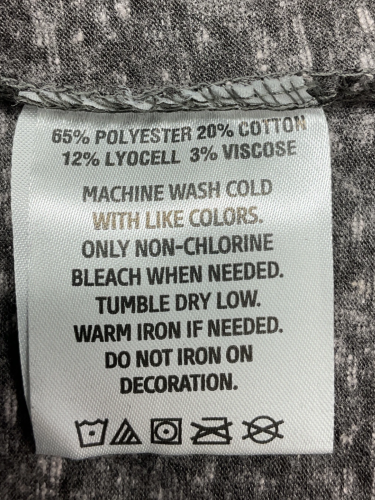 65% POLYESTER 20% COTTON
12% LYOCELL 3% VISCOSE
MACHINE WASH COLD
WITH LIKE COLORS.
ONLY NON-CHLORINE
BLEACH WHEN NEEDED.
TUMBLE DRY LOW.
WARM IRON IF NEEDED.
DO NOT IRON ON
DECORATION.